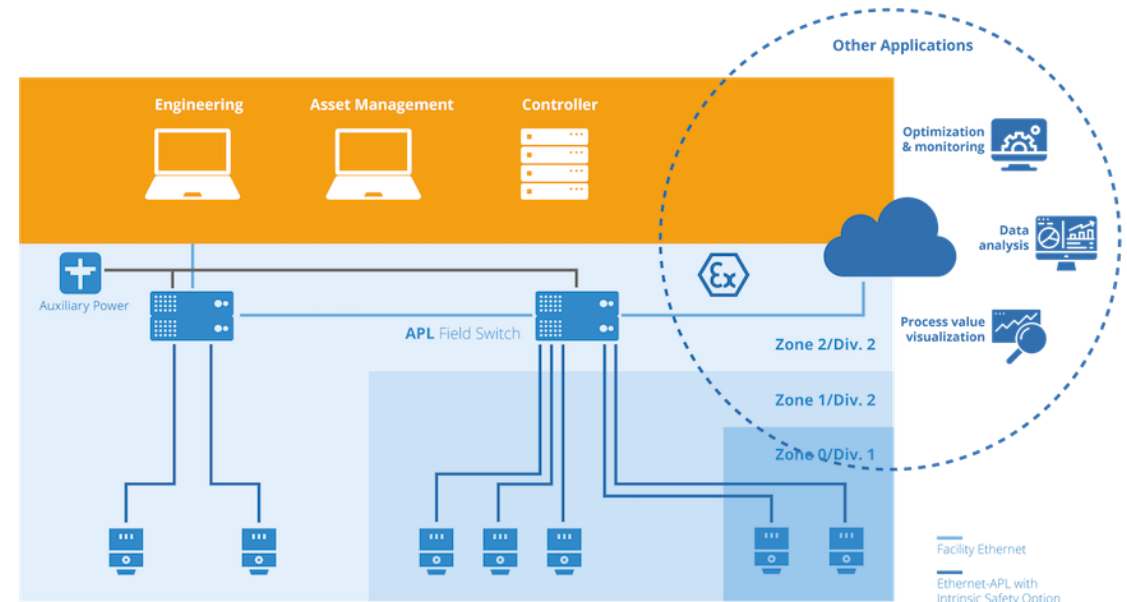 Other Applications
Engineering
Asset Management
Controller
Optimization
& monitoring
Data
analysis
Process value
visualization
Auxiliary Power
Ex
APL Field Switch
Zone 2/Div. 2
Zone 1/Div. 2
Zone 0/Div. 1
Facility Ethernet
Ethernet-APL with
Intrinsic Safety Option